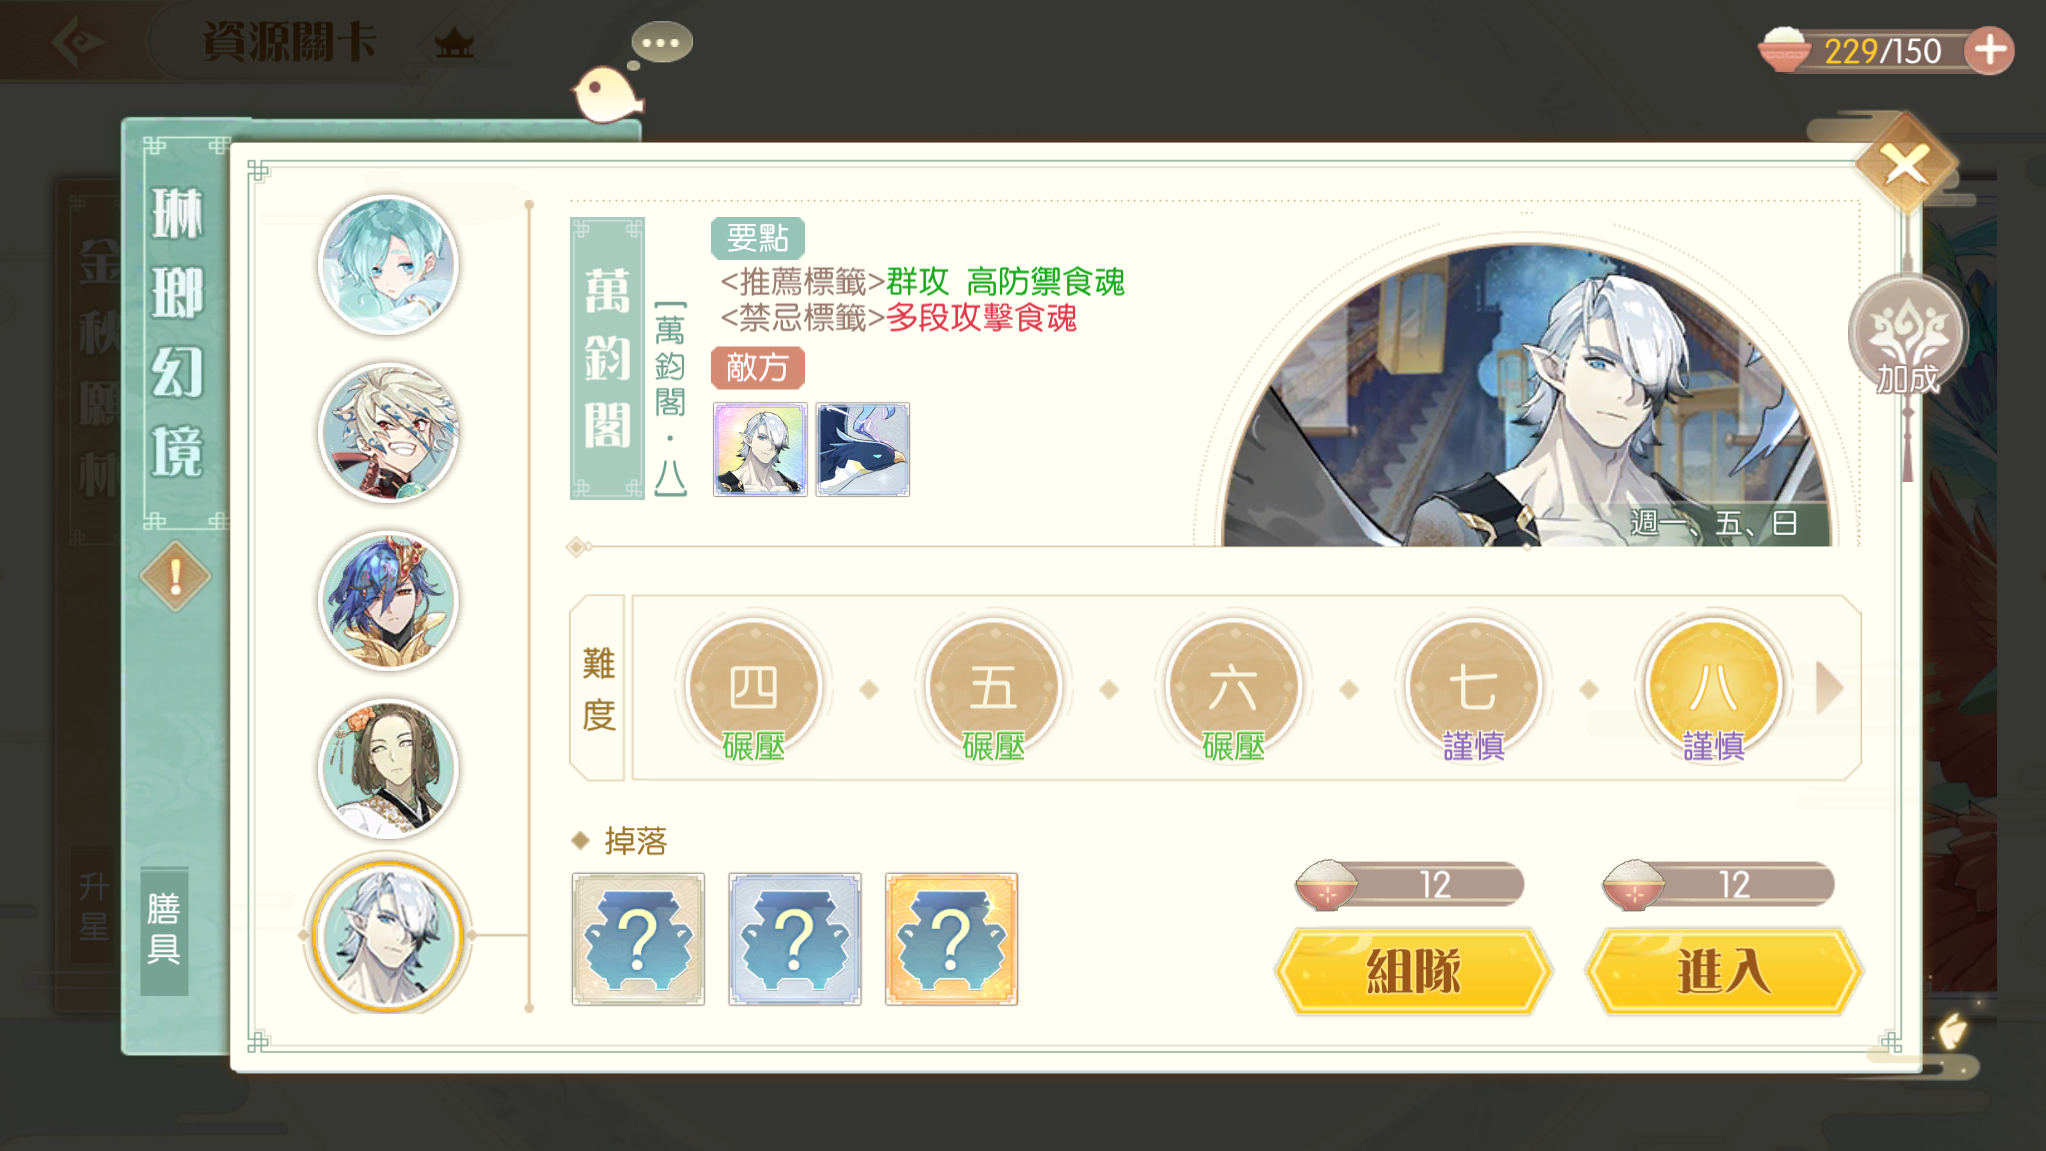 資源關卡
229/150
金秋願林
升星
琳瑯幻境
膳具
萬鈞閣
[萬鈞閣·八]
要點
<推薦標籤>群攻 高防禦食魂
<禁忌標籤>多段攻擊食魂
敵方
週一、五、日
加成
難度
四 五 六 七 八
碾壓 碾壓 碾壓 謹慎 謹慎
掉落
? ? ?
12 12
組隊 進入